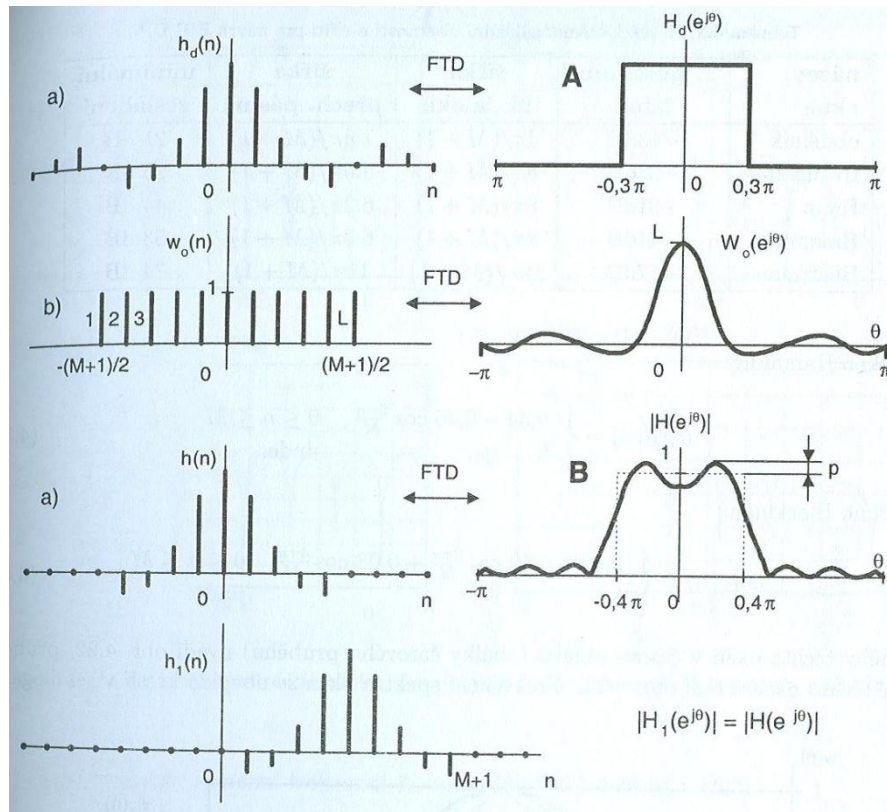 h_d(n)
FTD
A
H_d(e^jθ)
a)
0
n
π
-0,3π
0
0,3π
π
w_o(n)
FTD
L
W_o(e^jθ)
1
b)
1 2 3
L
θ
-(M+1)/2
0
(M+1)/2
-π
0
π
h(n)
FTD
|H(e^jθ)|
a)
B
1
p
0
n
-π
-0,4π
0
0,4π
θ
π
h_1(n)
|H_1(e^jθ)| = |H(e^jθ)|
0
M+1
n